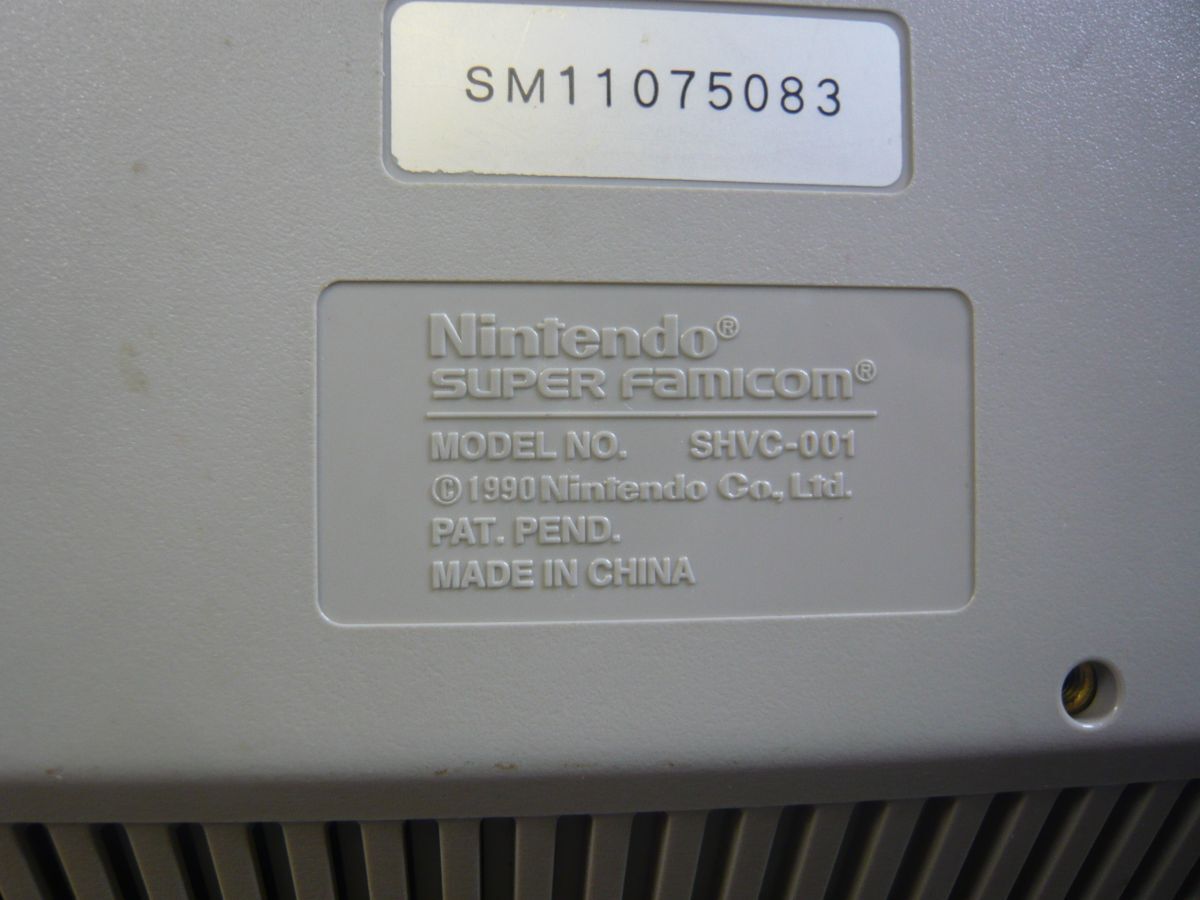 SM11075083
Nintendo®
SUPER FAMICOM®
MODEL NO. SHVC-001
©1990 Nintendo Co., Ltd.
PAT. PEND.
MADE IN CHINA